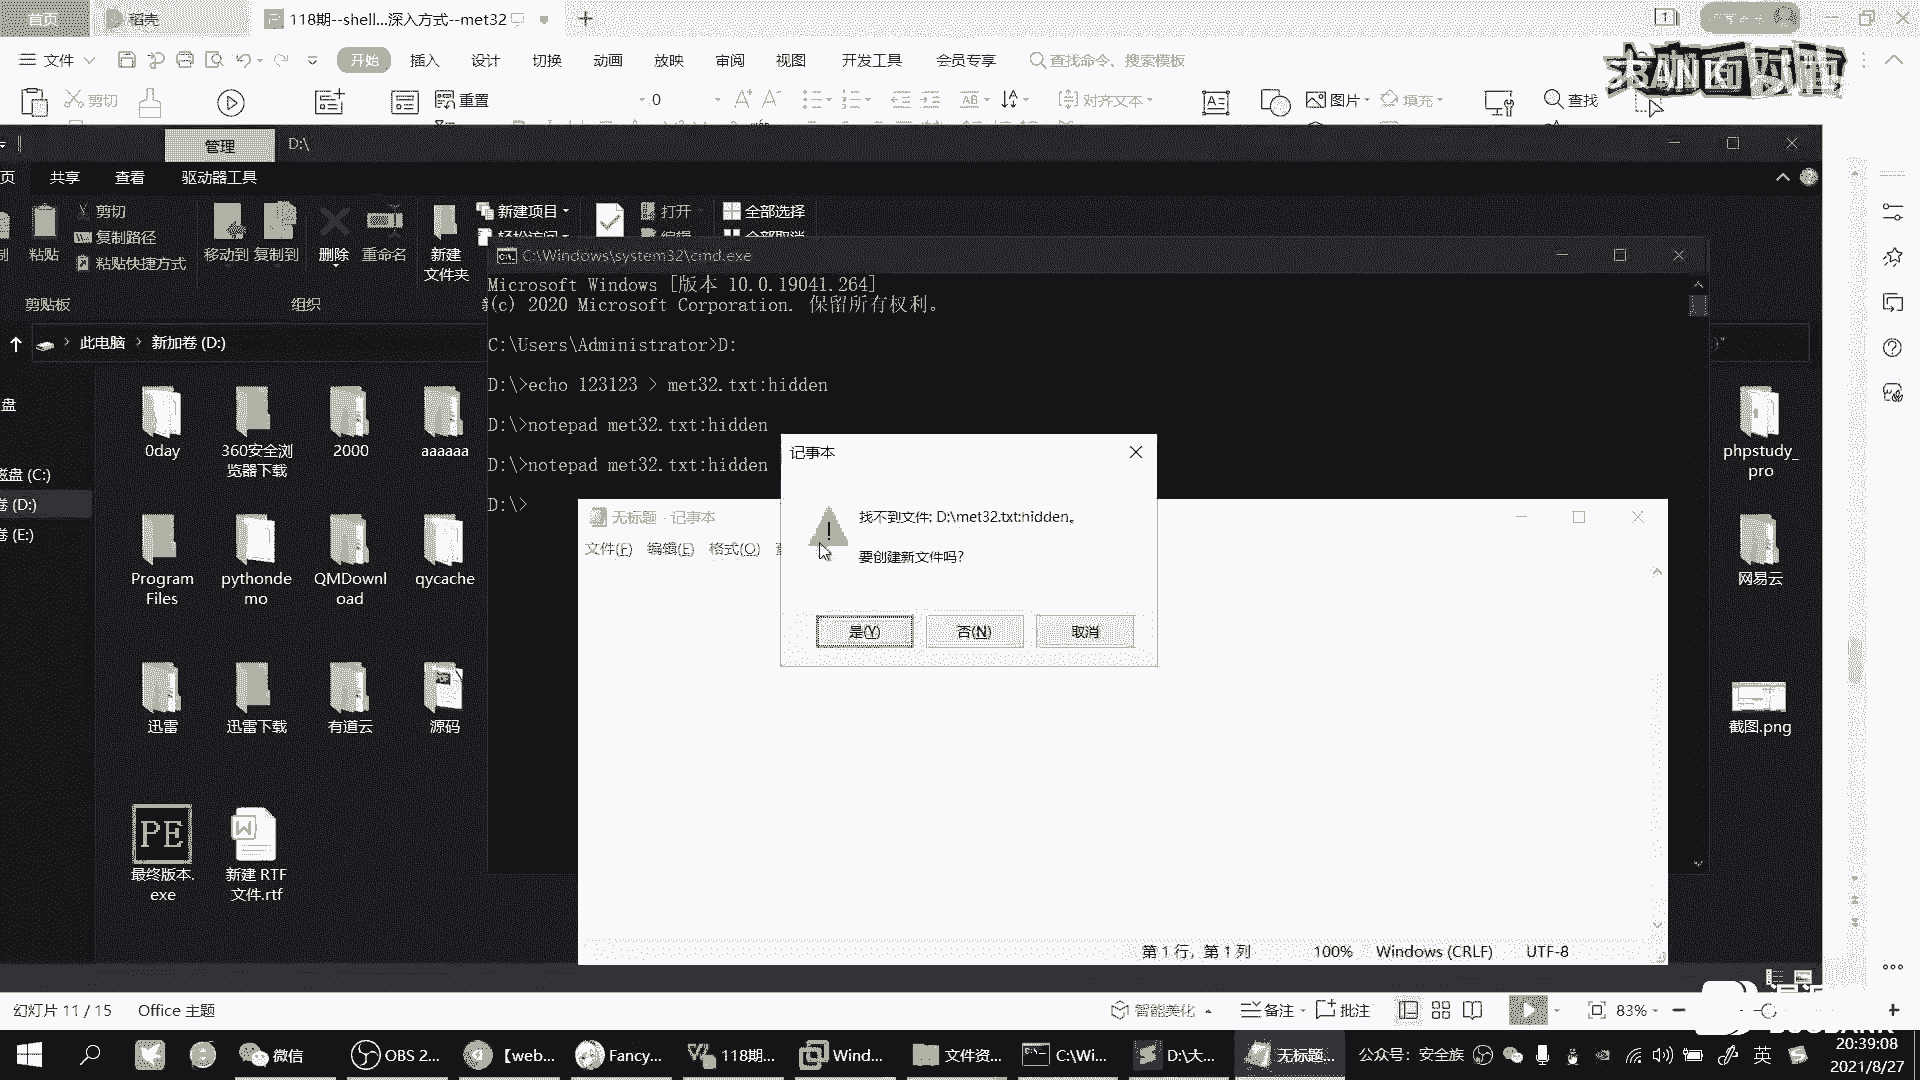 首页
稻壳
118期--shell...深入方式--met32
文件
开始
插入
设计
切换
动画
放映
审阅
视图
开发工具
会员专享
查找命令、搜索模板
剪切
重置
0
对齐文本
图片
填充
查找
管理
D:\
页
共享
查看
驱动器工具
粘贴
剪切
复制路径
粘贴快捷方式
移动到
复制到
删除
重命名
新建
文件夹
新建项目
打开
编辑
全部选择
全部取消
剪贴板
组织
此电脑
新加卷 (D:)
C:\Windows\system32\cmd.exe
Microsoft Windows [版本 10.0.19041.264]
(c) 2020 Microsoft Corporation. 保留所有权利。
C:\Users\Administrator>D:
D:\>echo 123123 > met32.txt:hidden
D:\>notepad met32.txt:hidden
D:\>notepad met32.txt:hidden
D:\>
盘
磁盘 (C:)
卷 (D:)
卷 (E:)
0day
360安全浏
览器下载
2000
aaaaaa
Program
Files
pythonde
mo
QMDownl
oad
qycache
迅雷
迅雷下载
有道云
源码
最终版本.
exe
新建 RTF
文件.rtf
phpstudy_
pro
网易云
截图.png
无标题 - 记事本
文件(F)
编辑(E)
格式(O)
记事本
找不到文件: D:\met32.txt:hidden。
要创建新文件吗?
是(Y)
否(N)
取消
第 1 行，第 1 列
100%
Windows (CRLF)
UTF-8
幻灯片 11 / 15
Office 主题
智能美化
备注
批注
83%
微信
OBS 2...
【web...
Fancy...
118期...
Wind...
文件资...
C:\Wi...
D:\大...
无标题...
公众号：安全族
英
20:39:08
2021/8/27